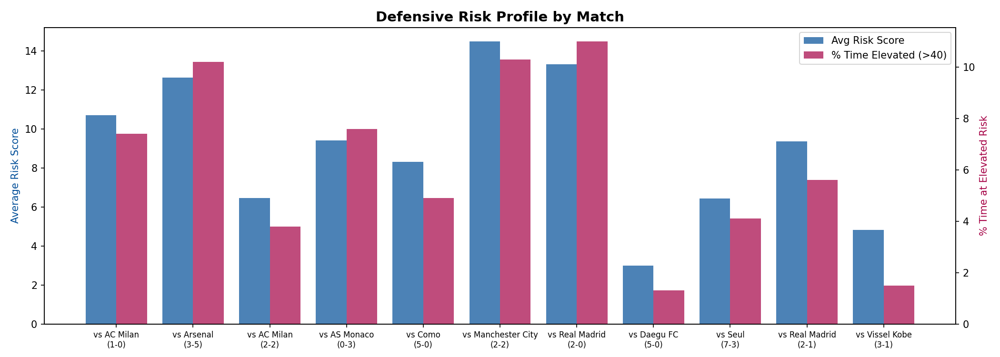 Defensive Risk Profile by Match
Avg Risk Score
% Time Elevated (>40)
Average Risk Score
14
12
10
8
6
4
2
0
% Time at Elevated Risk
10
8
6
4
2
0
vs AC Milan
(1-0)
vs Arsenal
(3-5)
vs AC Milan
(2-2)
vs AS Monaco
(0-3)
vs Como
(5-0)
vs Manchester City
(2-2)
vs Real Madrid
(2-0)
vs Daegu FC
(5-0)
vs Seul
(7-3)
vs Real Madrid
(2-1)
vs Vissel Kobe
(3-1)